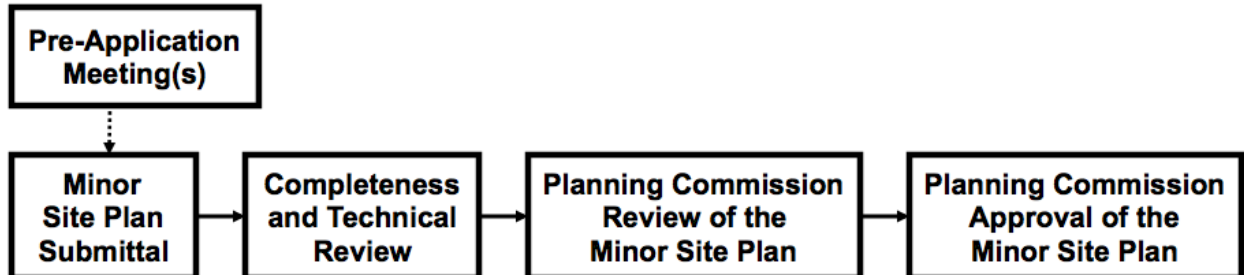 Pre-Application
Meeting(s)
Minor
Site Plan
Submittal
Completeness
and Technical
Review
Planning Commission
Review of the
Minor Site Plan
Planning Commission
Approval of the
Minor Site Plan